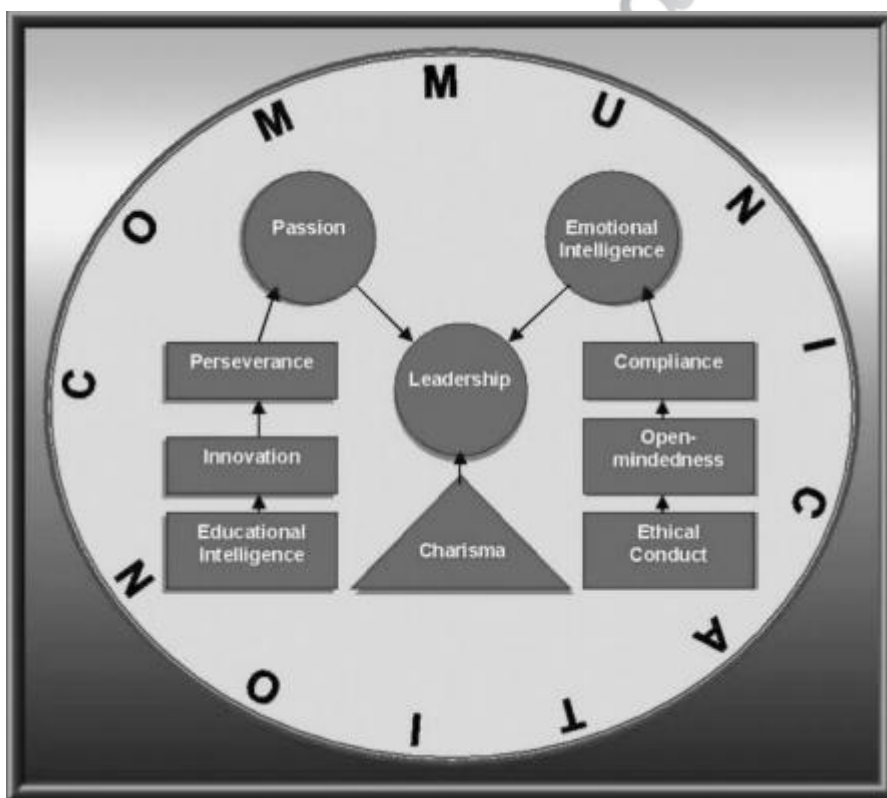 COMMUNICATION
Passion
Emotional
Intelligence
Perseverance
Leadership
Compliance
Innovation
Open-
mindedness
Educational
Intelligence
Charisma
Ethical
Conduct